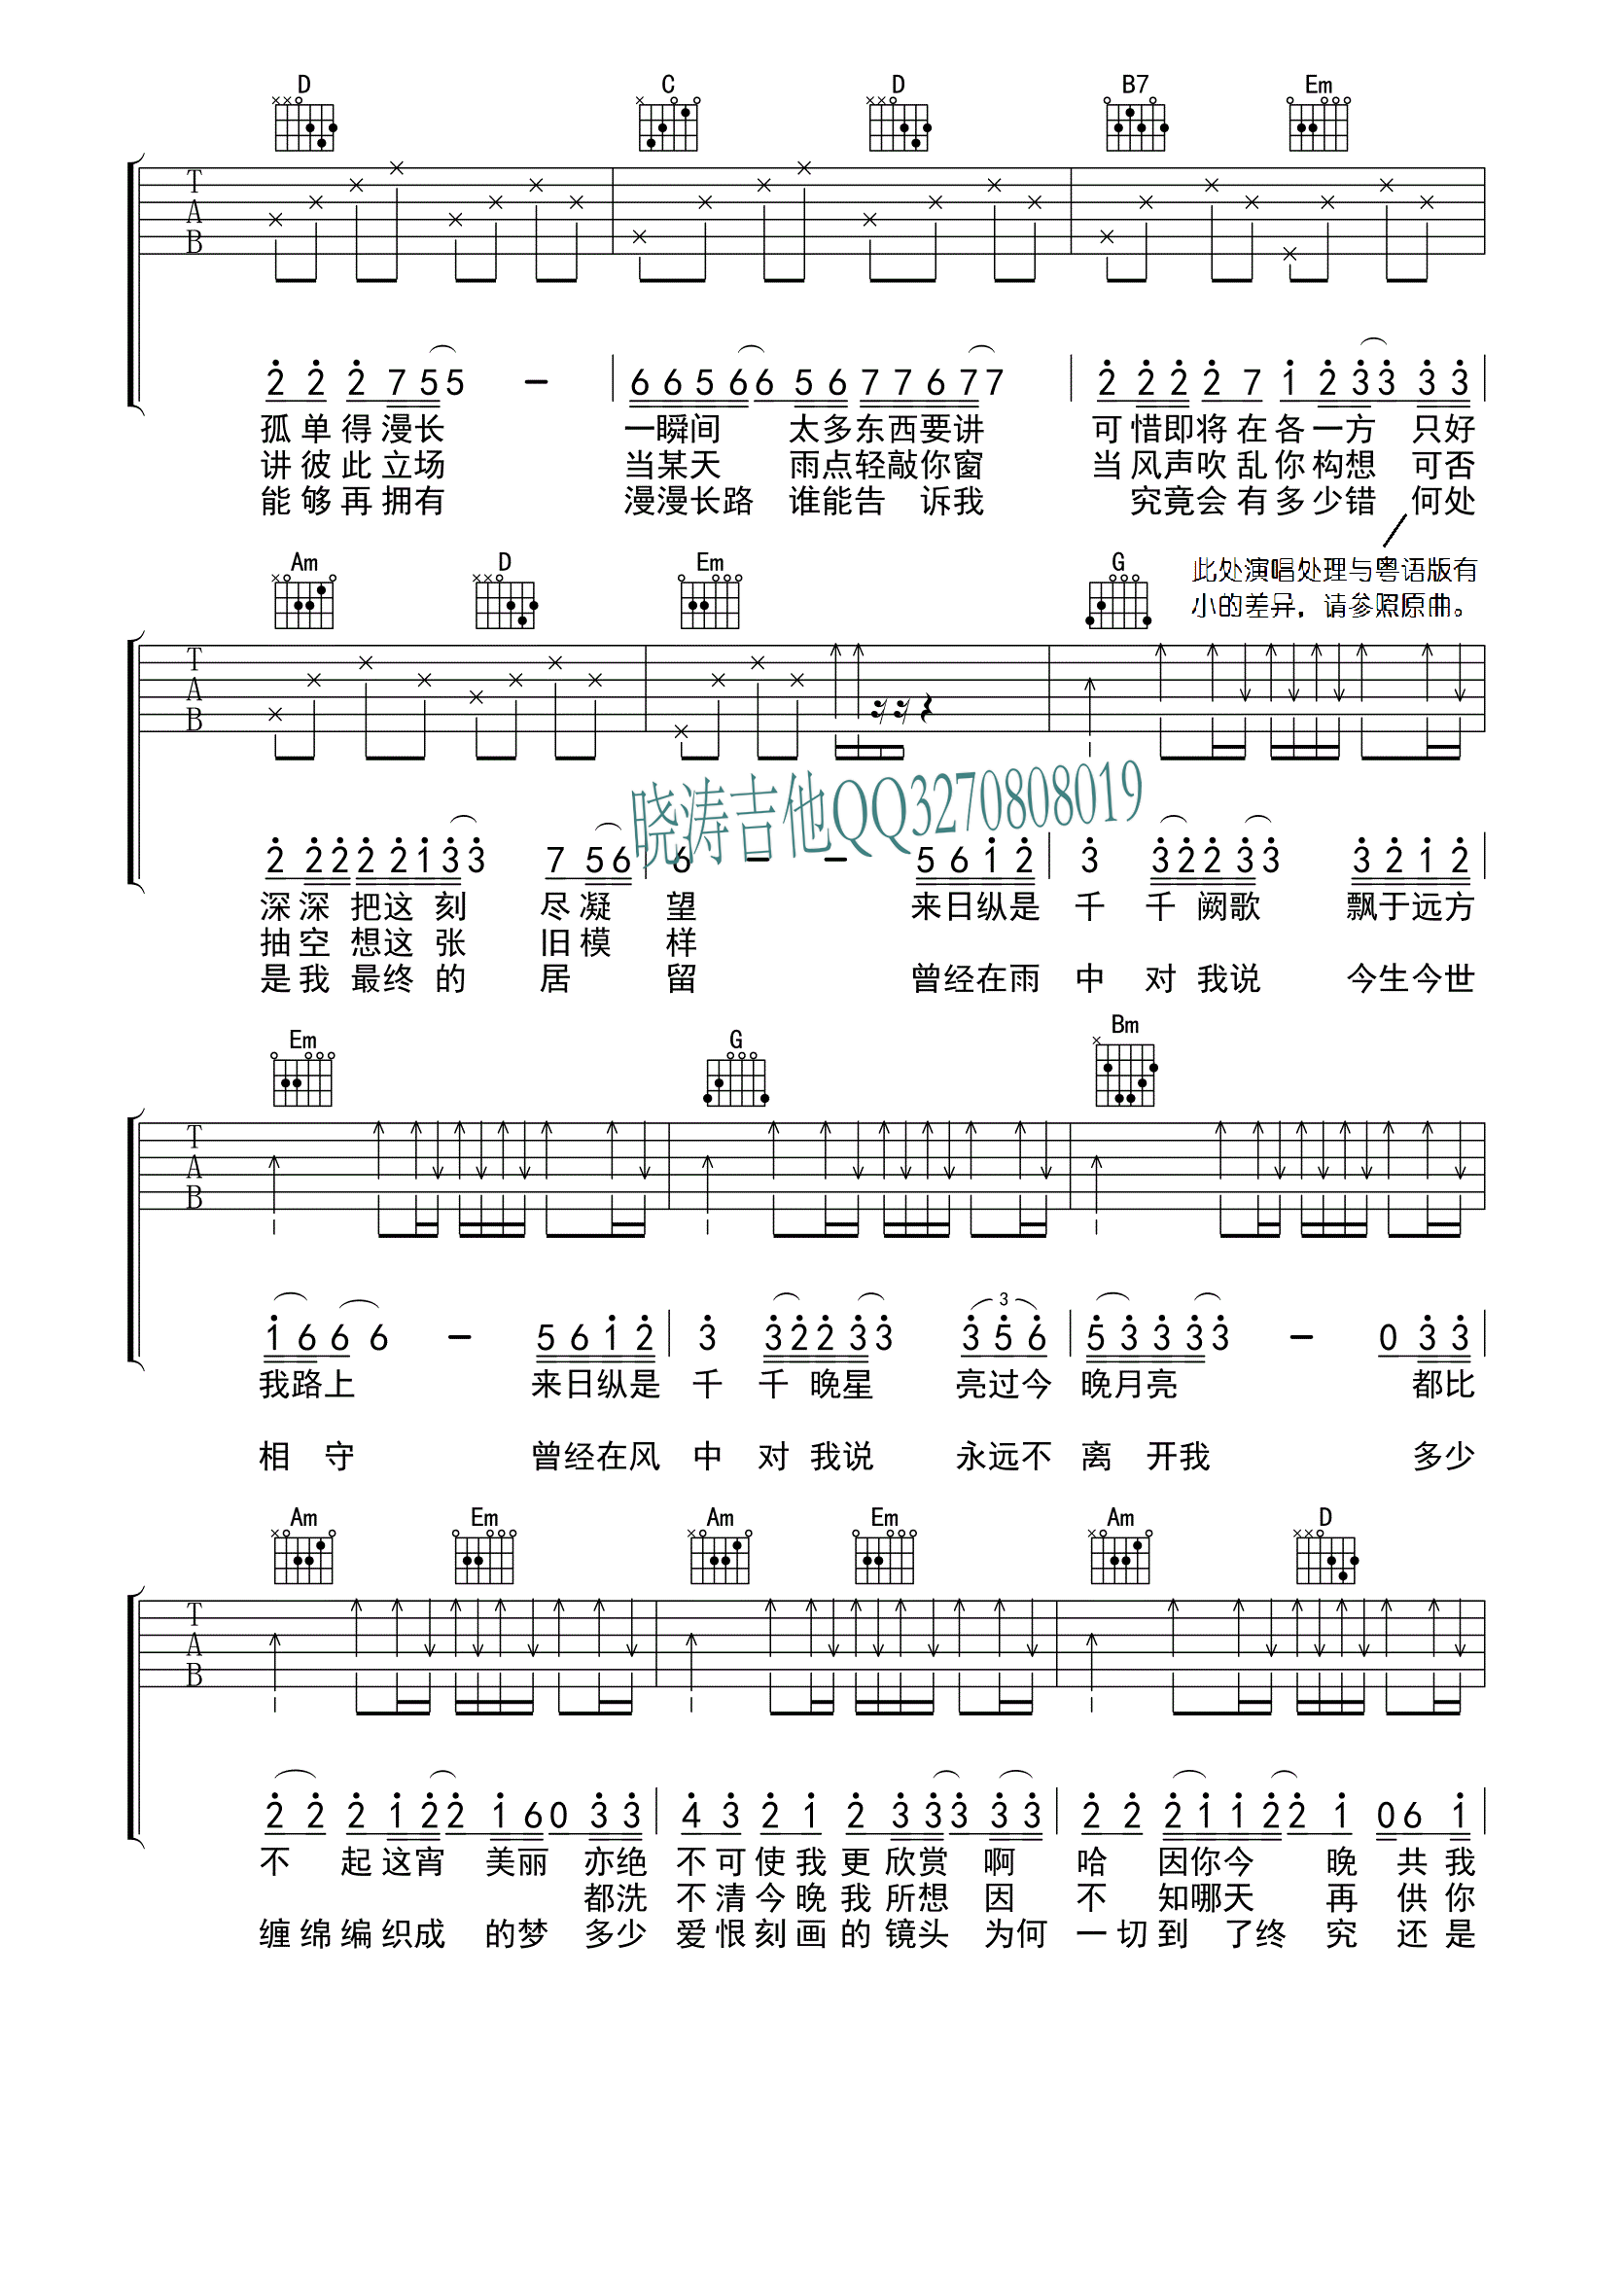 D C D B7 Em
T
A
B
2 2 2 7 5 5 - 6 6 5 6 6 5 6 7 7 6 7 7 2 2 2 2 7 1 2 3 3 3 3
孤单得漫长 一瞬间 太多东西要讲 可惜即将在各一方 只好
讲彼此立场 当某天 雨点轻敲你窗 当风声吹乱你构想 可否
能够再拥有 漫漫长路 谁能告 诉我 究竟会有多少错 何处
此处演唱处理与粤语版有
小的差异，请参照原曲。
Am D Em G
T
A
B
晓涛吉他QQ3270808019
2 2 2 2 2 1 3 3 7 5 6 6 - - 5 6 1 2 3 3 2 2 3 3 3 2 1 2
深深 把这 刻 尽凝 望 来日纵是 千 千 阙歌 飘于远方
抽空 想这 张 旧模 样
是我 最终 的 居 留 曾经在雨 中 对 我说 今生今世
Em G Bm
T
A
B
3
1 6 6 6 - 5 6 1 2 3 3 2 2 3 3 3 5 6 5 3 3 3 3 - 0 3 3
我路上 来日纵是 千 千 晚星 亮过今 晚月亮 都比
相 守 曾经在风 中 对 我说 永远不 离 开我 多少
Am Em Am Em Am D
T
A
B
2 2 2 1 2 2 1 6 0 3 3 4 3 2 1 2 3 3 3 3 3 2 2 2 1 1 2 2 1 0 6 1
不 起这宵 美丽 亦绝 不可使我更欣赏 啊 哈 因你今 晚 共我
都洗 不清今晚我所想 因 不 知哪天 再 供你
缠绵编织成 的梦 多少 爱恨刻画的镜头 为何 一切到 了终 究 还是